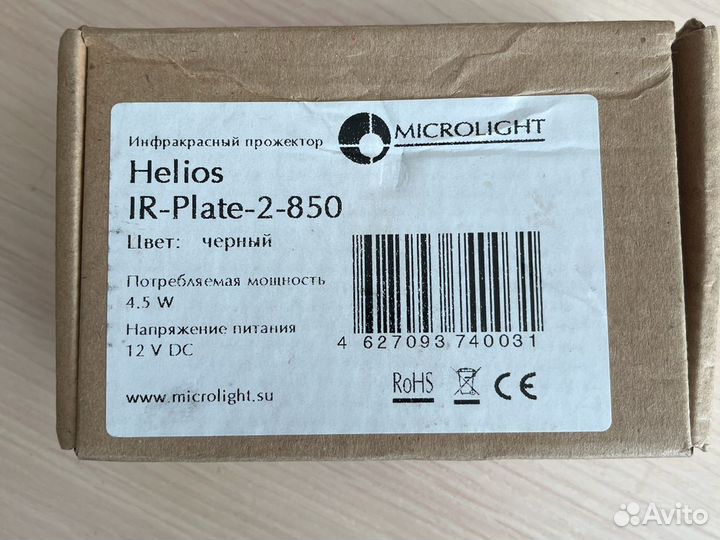 MICROLIGHT
Инфракрасный прожектор
Helios
IR-Plate-2-850
Цвет: черный
Потребляемая мощность
4.5 W
Напряжение питания
12 V DC
4 627093 740031
www.microlight.su
RoHS
CE
Avito